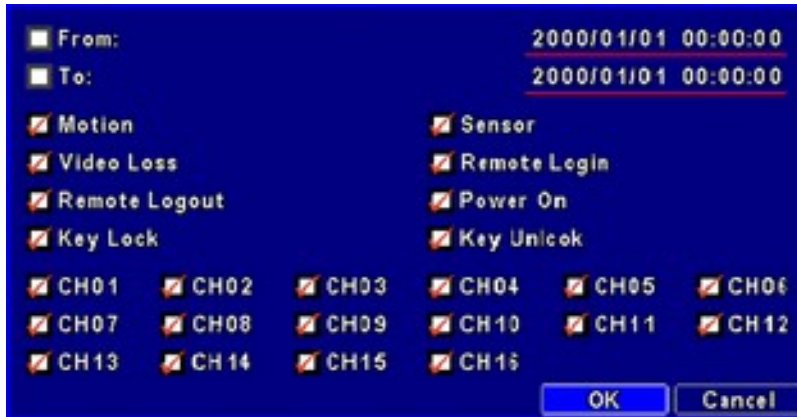 From: 2000/01/01 00:00:00
To: 2000/01/01 00:00:00
Motion Sensor
Video Loss Remote Login
Remote Logout Power On
Key Lock Key Unlcok
CH01 CH02 CH03 CH04 CH05 CH06
CH07 CH08 CH09 CH10 CH11 CH12
CH13 CH14 CH15 CH16
OK Cancel